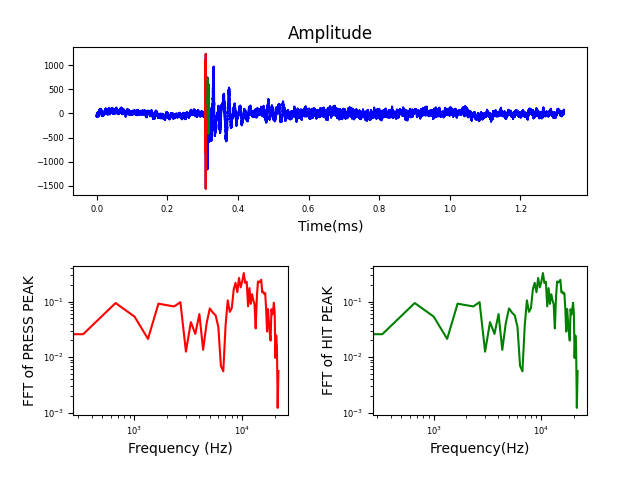 Amplitude
1000
500
0
−500
−1000
−1500
0.0 0.2 0.4 0.6 0.8 1.0 1.2
Time(ms)
FFT of PRESS PEAK
10⁻¹
10⁻²
10⁻³
10³ 10⁴
Frequency (Hz)
FFT of HIT PEAK
10⁻¹
10⁻²
10⁻³
10³ 10⁴
Frequency(Hz)